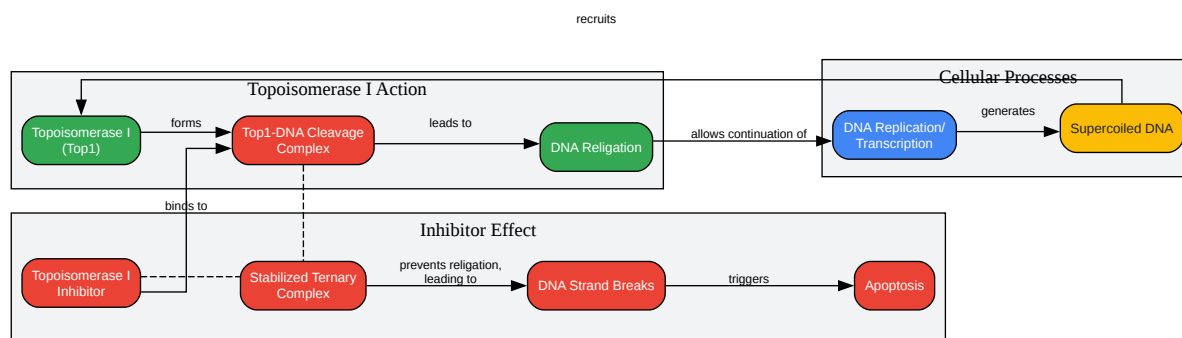 recruits
Topoisomerase I Action
Cellular Processes
Topoisomerase I
(Top1)
forms
Top1-DNA Cleavage
Complex
leads to
DNA Religation
allows continuation of
DNA Replication/
Transcription
generates
Supercoiled DNA
binds to
Inhibitor Effect
Topoisomerase I
Inhibitor
Stabilized Ternary
Complex
prevents religation,
leading to
DNA Strand Breaks
triggers
Apoptosis